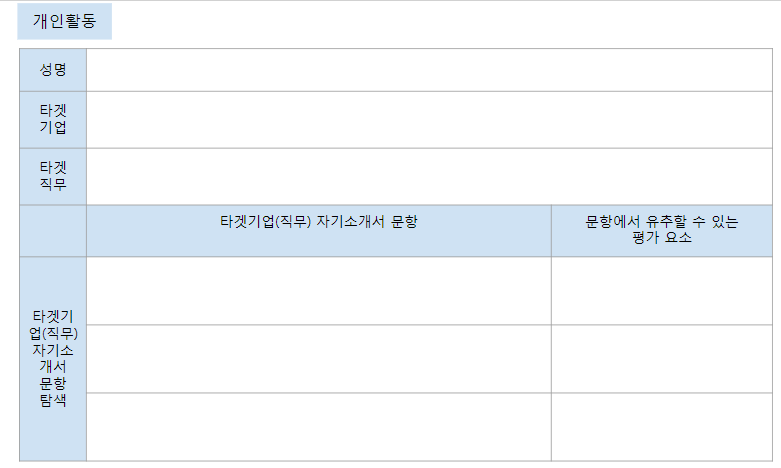 개인활동
성명
타겟
기업
타겟
직무
타겟기업(직무) 자기소개서 문항
문항에서 유추할 수 있는
평가 요소
타겟기
업(직무)
자기소
개서
문항
탐색